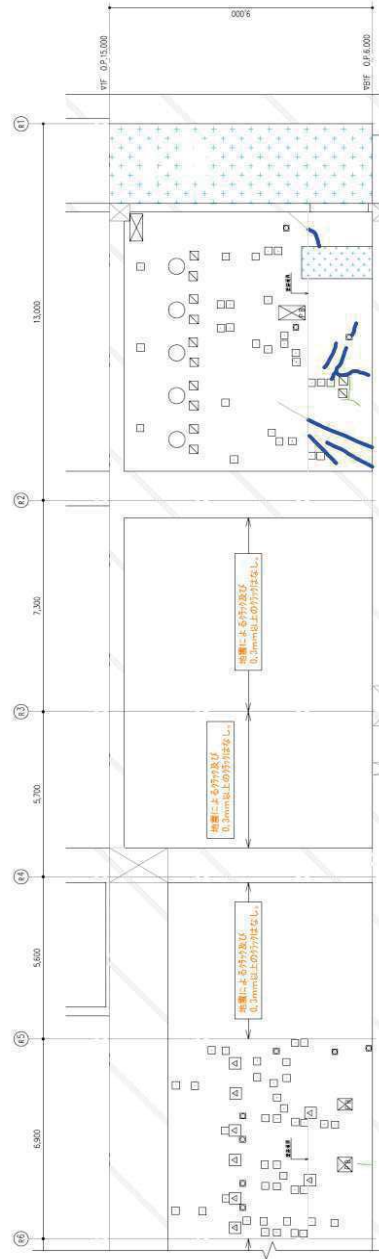 R6
R5
R4
R3
R2
R1
6,900
5,600
5,700
7,300
13,000
9,000
▽1F O.P.15,000
▽B1F O.P.6,000
地震によるクラック及び
0.3mm以上のクラックはなし。
地震によるクラック及び
0.3mm以上のクラックはなし。
地震によるクラック及び
0.3mm以上のクラックはなし。